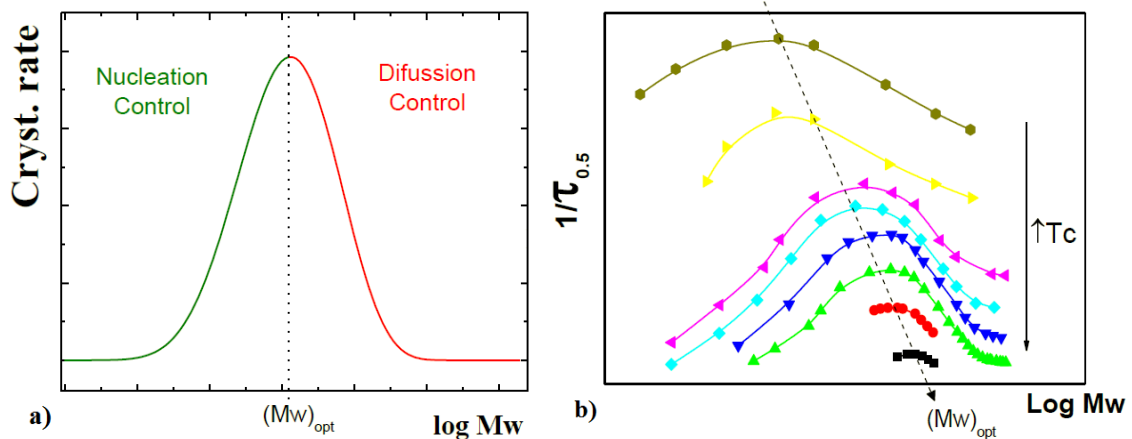 Cryst. rate
Nucleation
Control
Difussion
Control
a)
(Mw)opt
log Mw
1/τ0.5
↑Tc
b)
(Mw)opt
Log Mw